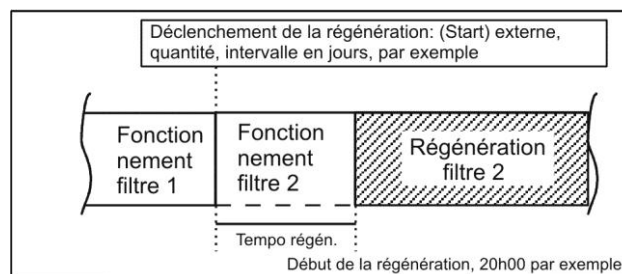 Déclenchement de la régénération: (Start) externe,
quantité, intervalle en jours, par exemple
Fonction
nement
filtre 1
Fonction
nement
filtre 2
Régénération
filtre 2
Tempo régén.
Début de la régénération, 20h00 par exemple